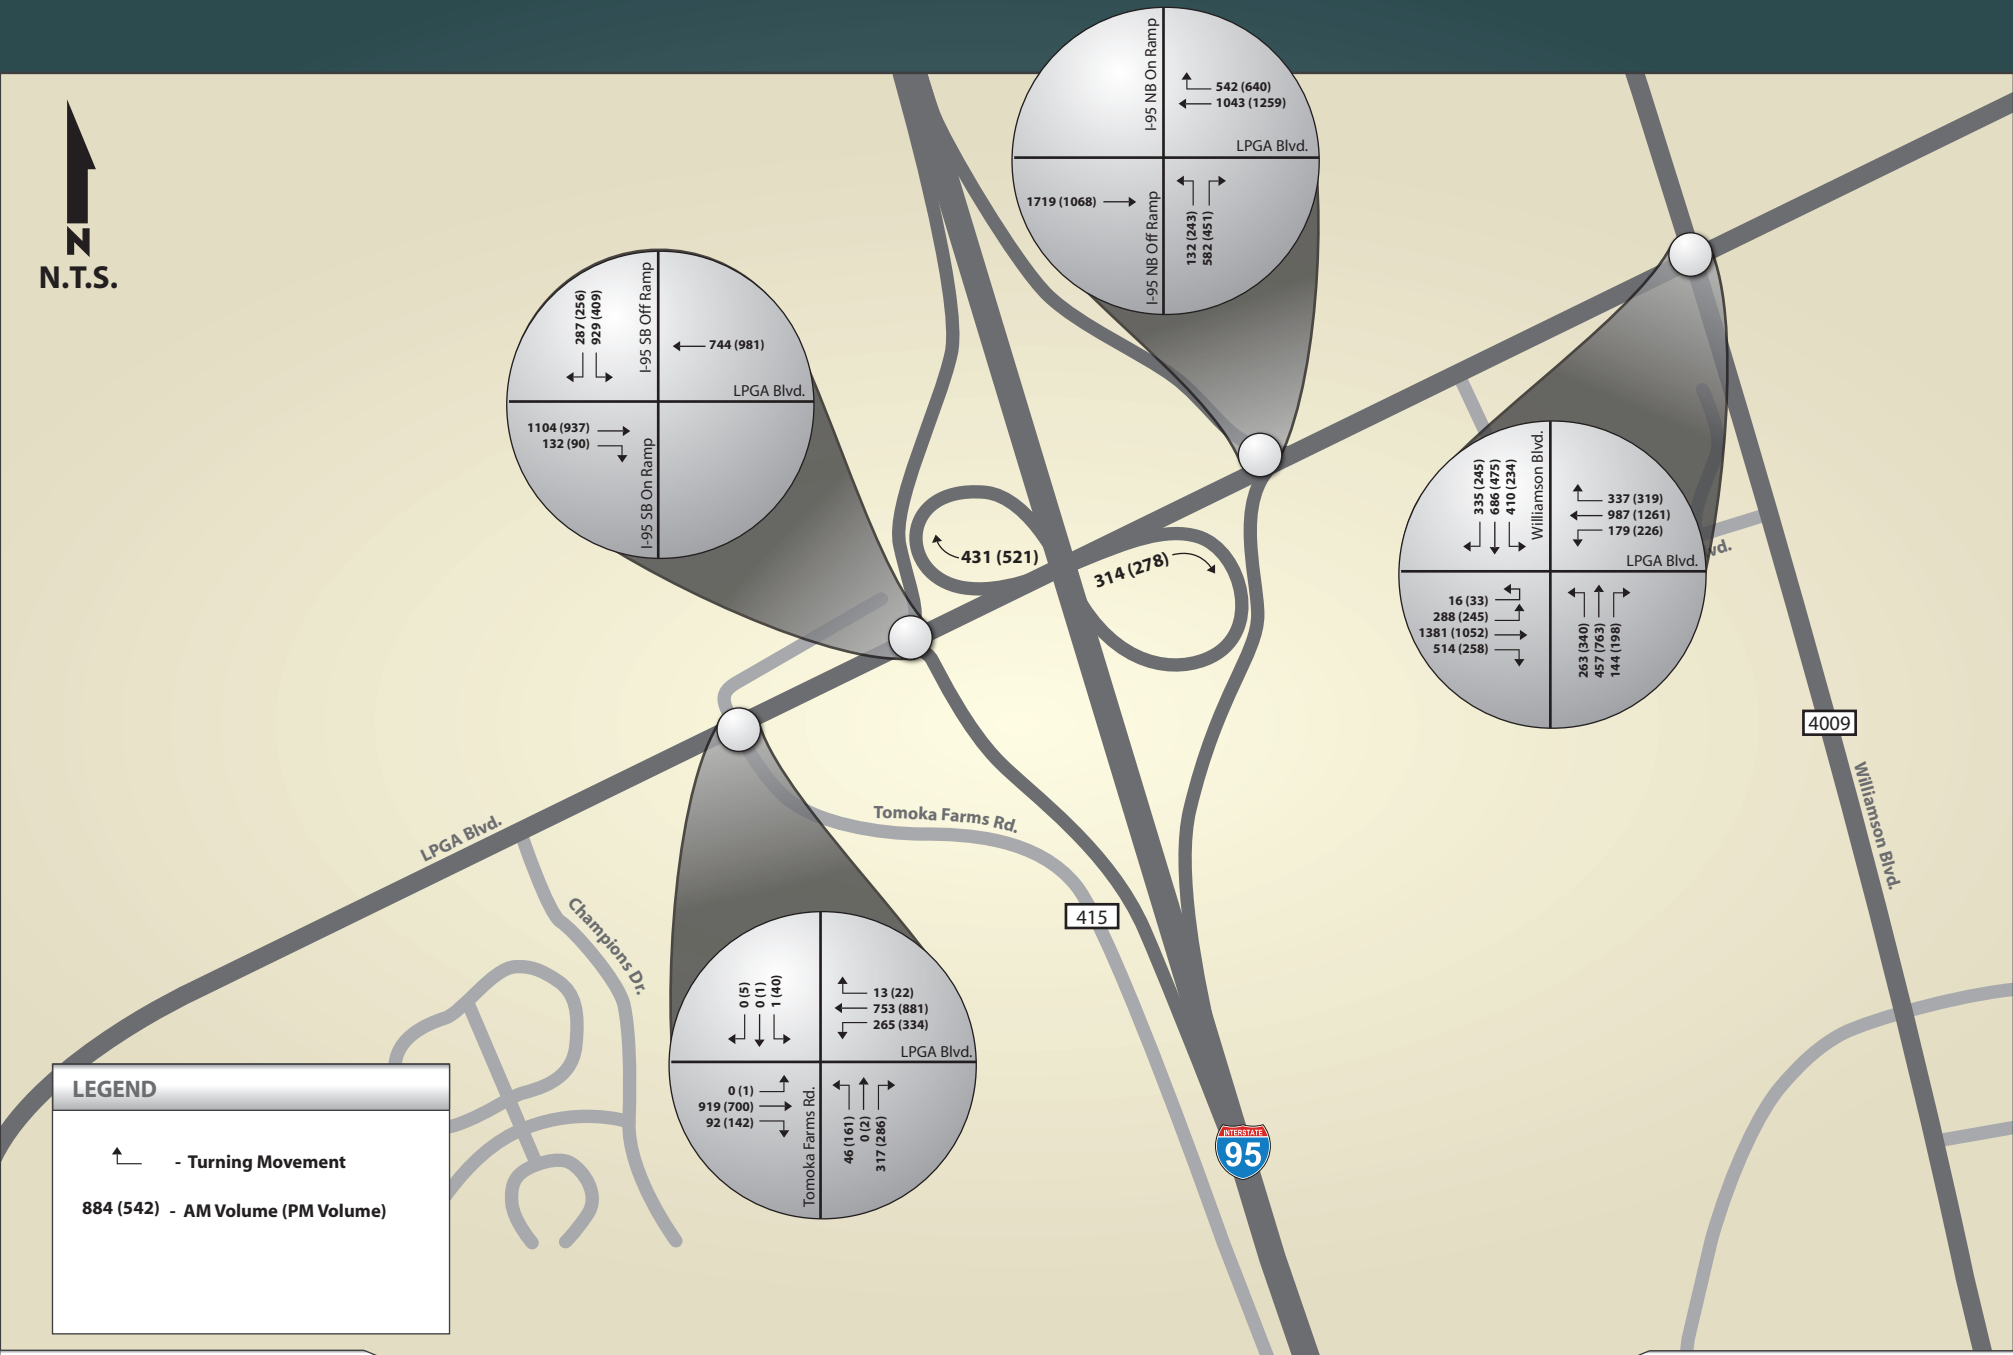 N
N.T.S.
I-95 NB On Ramp
542 (640)
1043 (1259)
LPGA Blvd.
1719 (1068)
I-95 NB Off Ramp
132 (243)
582 (451)
287 (256)
929 (409)
I-95 SB Off Ramp
744 (981)
LPGA Blvd.
1104 (937)
132 (90)
I-95 SB On Ramp
335 (245)
686 (475)
410 (234)
Williamson Blvd.
337 (319)
987 (1261)
179 (226)
LPGA Blvd.
16 (33)
288 (245)
1381 (1052)
514 (258)
263 (340)
457 (763)
144 (198)
vd.
431 (521)
314 (278)
4009
Williamson Blvd.
LPGA Blvd.
Tomoka Farms Rd.
415
Champions Dr.
0 (5)
0 (1)
1 (40)
13 (22)
753 (881)
265 (334)
LPGA Blvd.
0 (1)
919 (700)
92 (142)
Tomoka Farms Rd.
46 (161)
0 (2)
317 (286)
INTERSTATE
95
LEGEND
- Turning Movement
884 (542) - AM Volume (PM Volume)